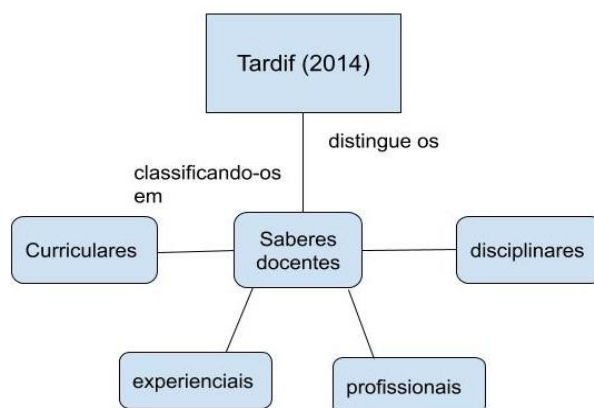 Tardif (2014)
distingue os
classificando-os
em
Curriculares
Saberes
docentes
disciplinares
experienciais
profissionais